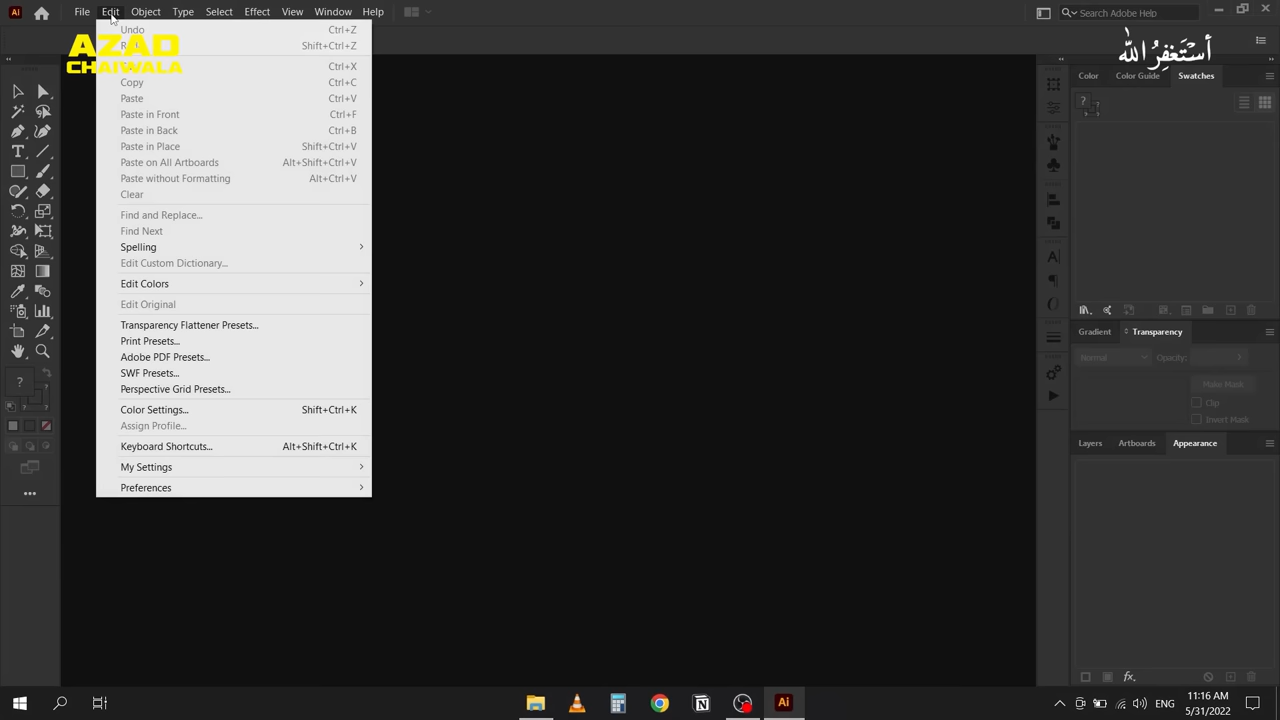 Ai File Edit Object Type Select Effect View Window Help Search Adobe Help
Undo Ctrl+Z
Shift+Ctrl+Z
AZAD
CHAIWALA
أستغفر الله
Ctrl+X
Copy Ctrl+C
Paste Ctrl+V
Paste in Front Ctrl+F
Paste in Back Ctrl+B
Paste in Place Shift+Ctrl+V
Paste on All Artboards Alt+Shift+Ctrl+V
Paste without Formatting Alt+Ctrl+V
Clear
Find and Replace...
Find Next
Spelling
Edit Custom Dictionary...
Edit Colors
Edit Original
Transparency Flattener Presets...
Print Presets...
Adobe PDF Presets...
SWF Presets...
Perspective Grid Presets...
Color Settings... Shift+Ctrl+K
Assign Profile...
Keyboard Shortcuts... Alt+Shift+Ctrl+K
My Settings
Preferences
Color Color Guide Swatches
Gradient Transparency
Normal Opacity:
Make Mask
Clip
Invert Mask
Layers Artboards Appearance
fx
Ai
ENG
11:16 AM
5/31/2022